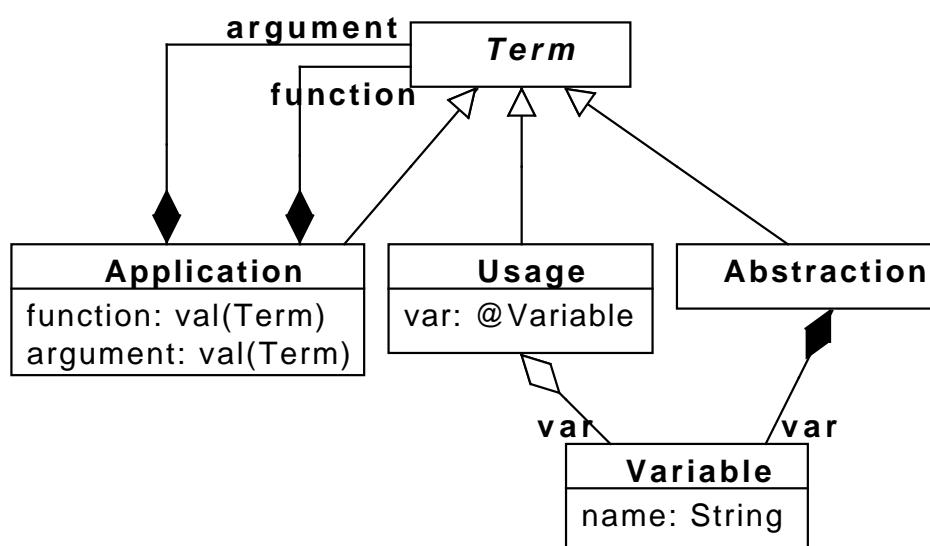 argument
Term
function
Application
function: val(Term)
argument: val(Term)
Usage
var: @Variable
Abstraction
var
var
Variable
name: String